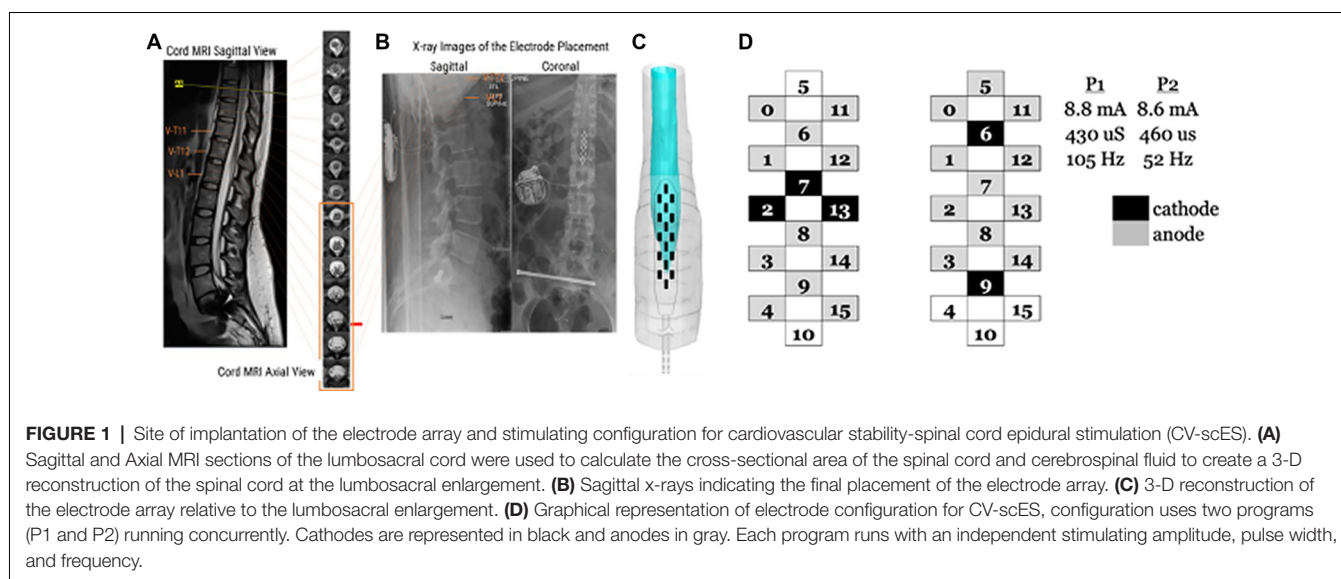 A
Cord MRI Sagittal View
V-T11
V-T12
V-L1
Cord MRI Axial View
B
X-ray Images of the Electrode Placement
Sagittal Coronal
C
D
5
0 11
6
1 12
7
2 13
8
3 14
9
4 15
10
5
0 11
6
1 12
7
2 13
8
3 14
9
4 15
10
P1 P2
8.8 mA 8.6 mA
430 uS 460 us
105 Hz 52 Hz
cathode
anode
FIGURE 1 | Site of implantation of the electrode array and stimulating configuration for cardiovascular stability-spinal cord epidural stimulation (CV-scES). (A)
Sagittal and Axial MRI sections of the lumbosacral cord were used to calculate the cross-sectional area of the spinal cord and cerebrospinal fluid to create a 3-D
reconstruction of the spinal cord at the lumbosacral enlargement. (B) Sagittal x-rays indicating the final placement of the electrode array. (C) 3-D reconstruction of
the electrode array relative to the lumbosacral enlargement. (D) Graphical representation of electrode configuration for CV-scES, configuration uses two programs
(P1 and P2) running concurrently. Cathodes are represented in black and anodes in gray. Each program runs with an independent stimulating amplitude, pulse width,
and frequency.